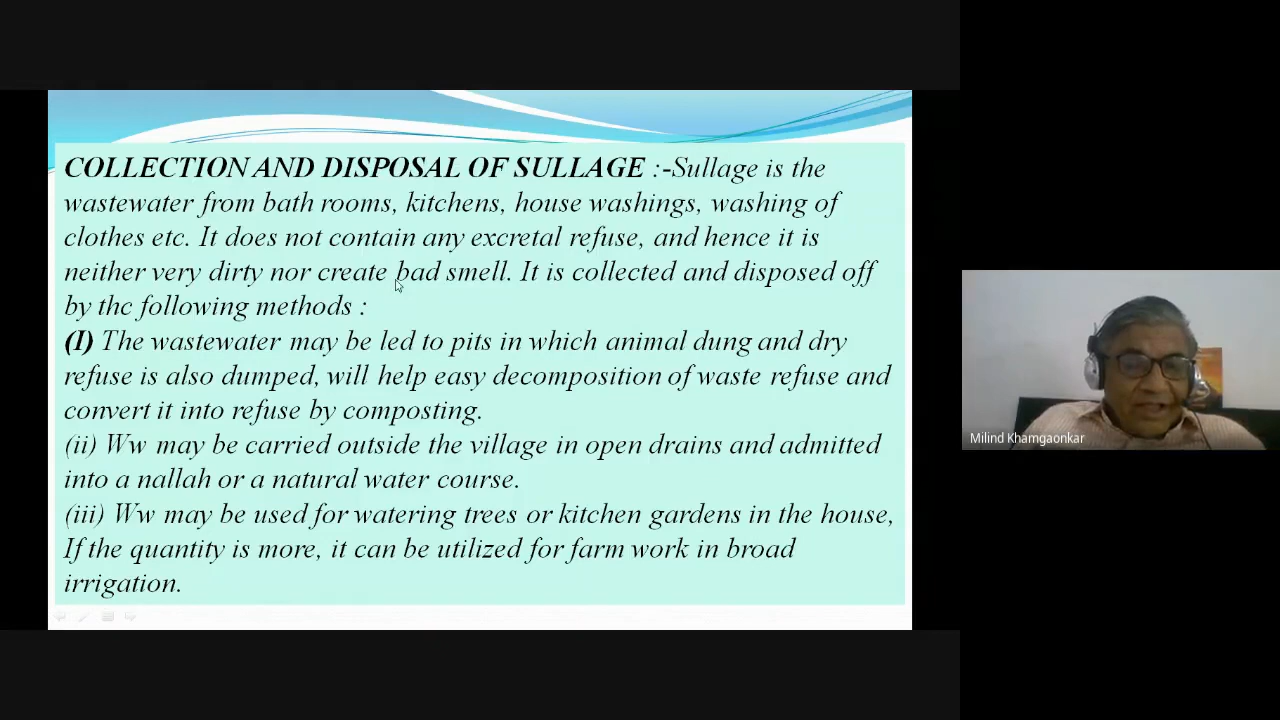 COLLECTION AND DISPOSAL OF SULLAGE :-Sullage is the
wastewater from bath rooms, kitchens, house washings, washing of
clothes etc. It does not contain any excretal refuse, and hence it is
neither very dirty nor create bad smell. It is collected and disposed off
by thc following methods :
(I) The wastewater may be led to pits in which animal dung and dry
refuse is also dumped, will help easy decomposition of waste refuse and
convert it into refuse by composting.
(ii) Ww may be carried outside the village in open drains and admitted
into a nallah or a natural water course.
(iii) Ww may be used for watering trees or kitchen gardens in the house,
If the quantity is more, it can be utilized for farm work in broad
irrigation.
Milind Khamgaonkar